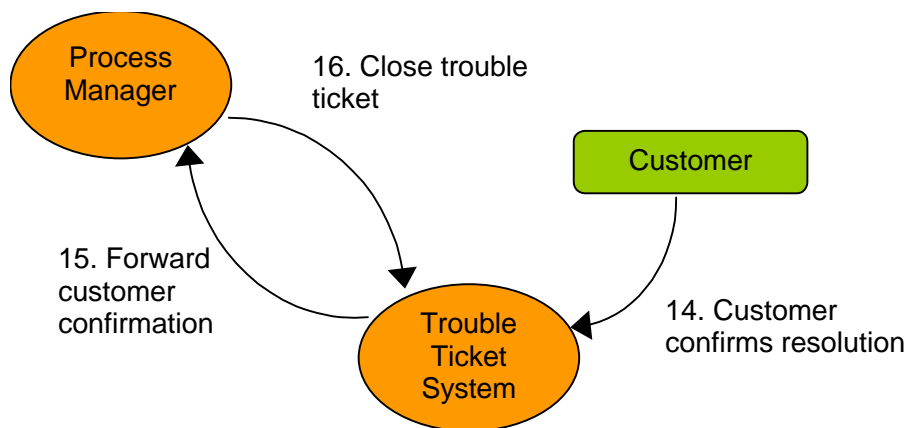 Process
Manager
16. Close trouble
ticket
Customer
15. Forward
customer
confirmation
Trouble
Ticket
System
14. Customer
confirms resolution